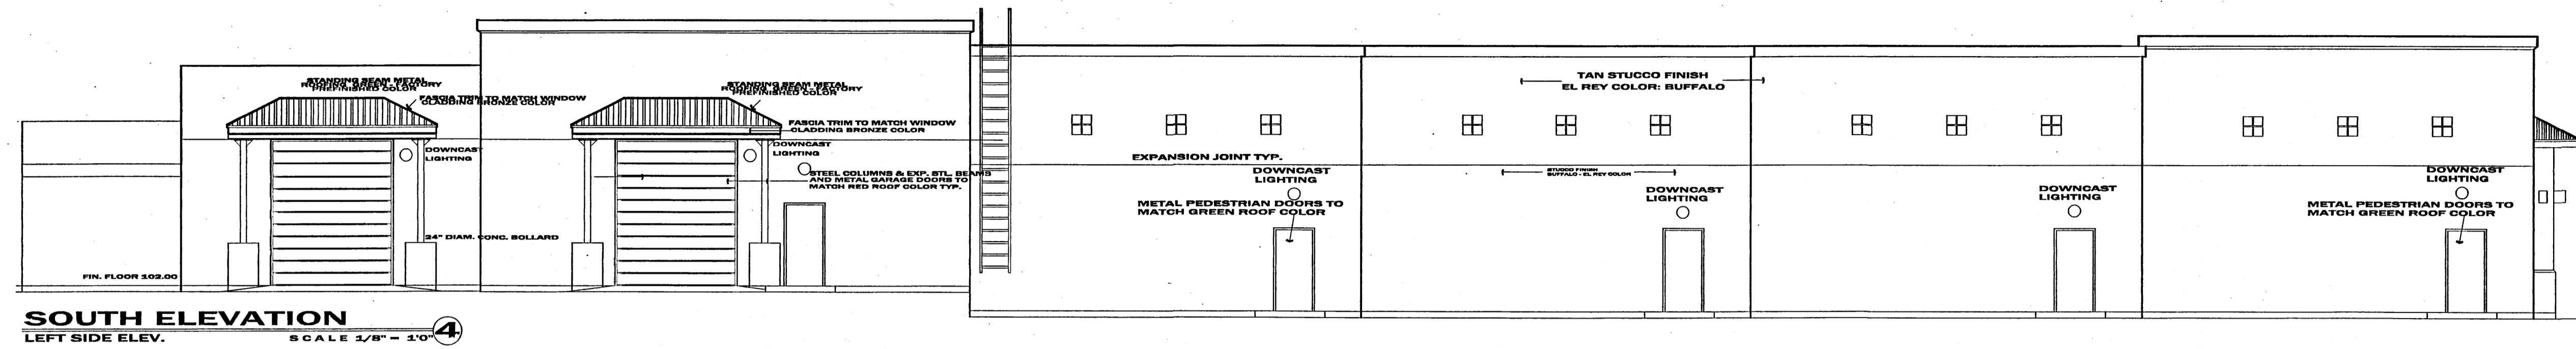 STANDING SEAM METAL
ROOFING, GREEN - FACTORY
PREFINISHED COLOR
FASCIA TRIM TO MATCH WINDOW
CLADDING BRONZE COLOR
DOWNCAST
LIGHTING
24" DIAM. CONC. BOLLARD
FIN. FLOOR 102.00
STANDING SEAM METAL
ROOFING, GREEN - FACTORY
PREFINISHED COLOR
FASCIA TRIM TO MATCH WINDOW
CLADDING BRONZE COLOR
DOWNCAST
LIGHTING
STEEL COLUMNS & EXP. STL. BEAMS
AND METAL GARAGE DOORS TO
MATCH RED ROOF COLOR TYP.
EXPANSION JOINT TYP.
DOWNCAST
LIGHTING
METAL PEDESTRIAN DOORS TO
MATCH GREEN ROOF COLOR
TAN STUCCO FINISH
EL REY COLOR: BUFFALO
STUCCO FINISH
BUFFALO - EL REY COLOR
DOWNCAST
LIGHTING
DOWNCAST
LIGHTING
DOWNCAST
LIGHTING
METAL PEDESTRIAN DOORS TO
MATCH GREEN ROOF COLOR
SOUTH ELEVATION
4
LEFT SIDE ELEV. SCALE 1/8" = 1'0"